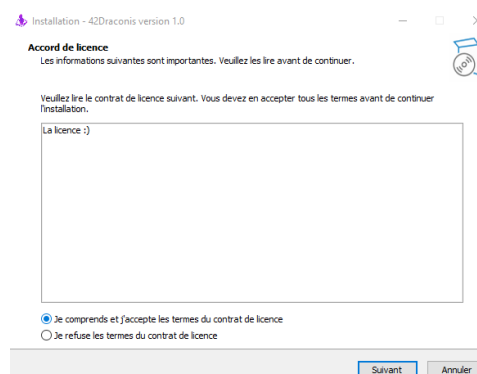 Installation - 42Draconis version 1.0
Accord de licence
Les informations suivantes sont importantes. Veuillez les lire avant de continuer.
Veuillez lire le contrat de licence suivant. Vous devez en accepter tous les termes avant de continuer
l'installation.
La licence :)
Je comprends et j'accepte les termes du contrat de licence
Je refuse les termes du contrat de licence
Suivant
Annuler